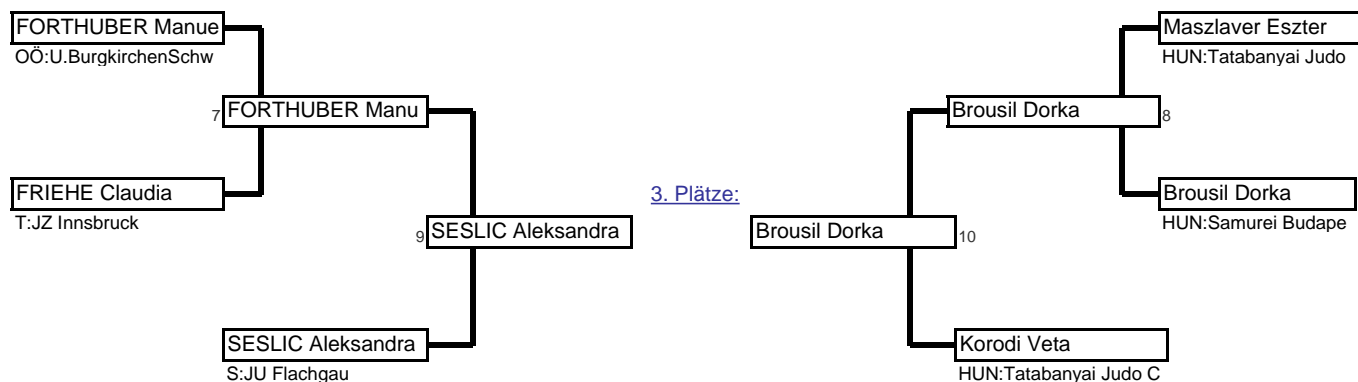 FORTHUBER Manue
OÖ:U.BurgkirchenSchw
7 FORTHUBER Manu
FRIEHE Claudia
T:JZ Innsbruck
9 SESLIC Aleksandra
SESLIC Aleksandra
S:JU Flachgau
3. Plätze:
Maszlaver Eszter
HUN:Tatabanyai Judo
Brousil Dorka 8
Brousil Dorka
HUN:Samurei Budape
Brousil Dorka 10
Korodi Veta
HUN:Tatabanyai Judo C